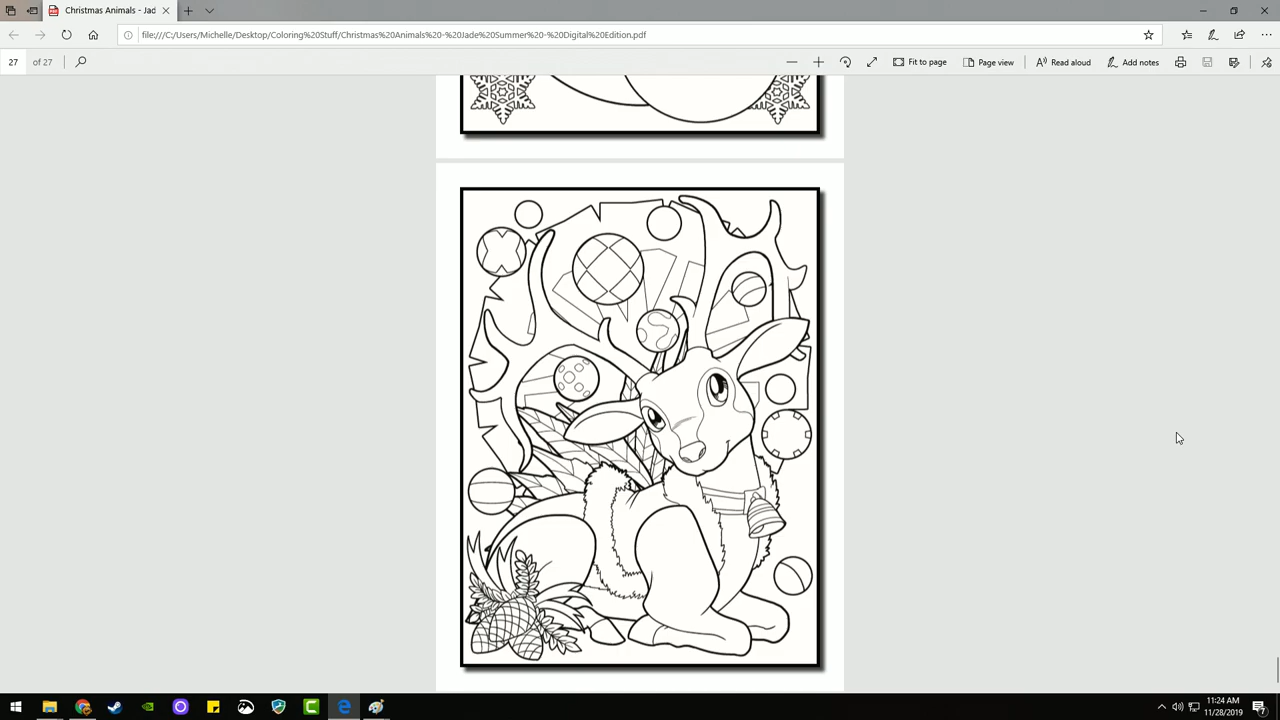 Christmas Animals - Jad
file:///C:/Users/Michelle/Desktop/Coloring%20Stuff/Christmas%20Animals%20-%20Jade%20Summer%20-%20Digital%20Edition.pdf
27 of 27
Fit to page
Page view
Read aloud
Add notes
11:24 AM
11/28/2019